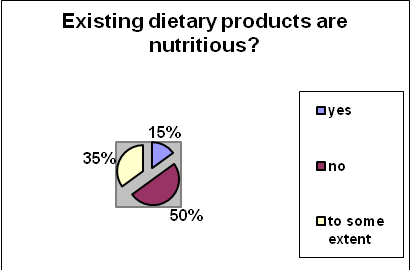 Existing dietary products are
nutritious?
15%
35%
50%
yes
no
to some
extent